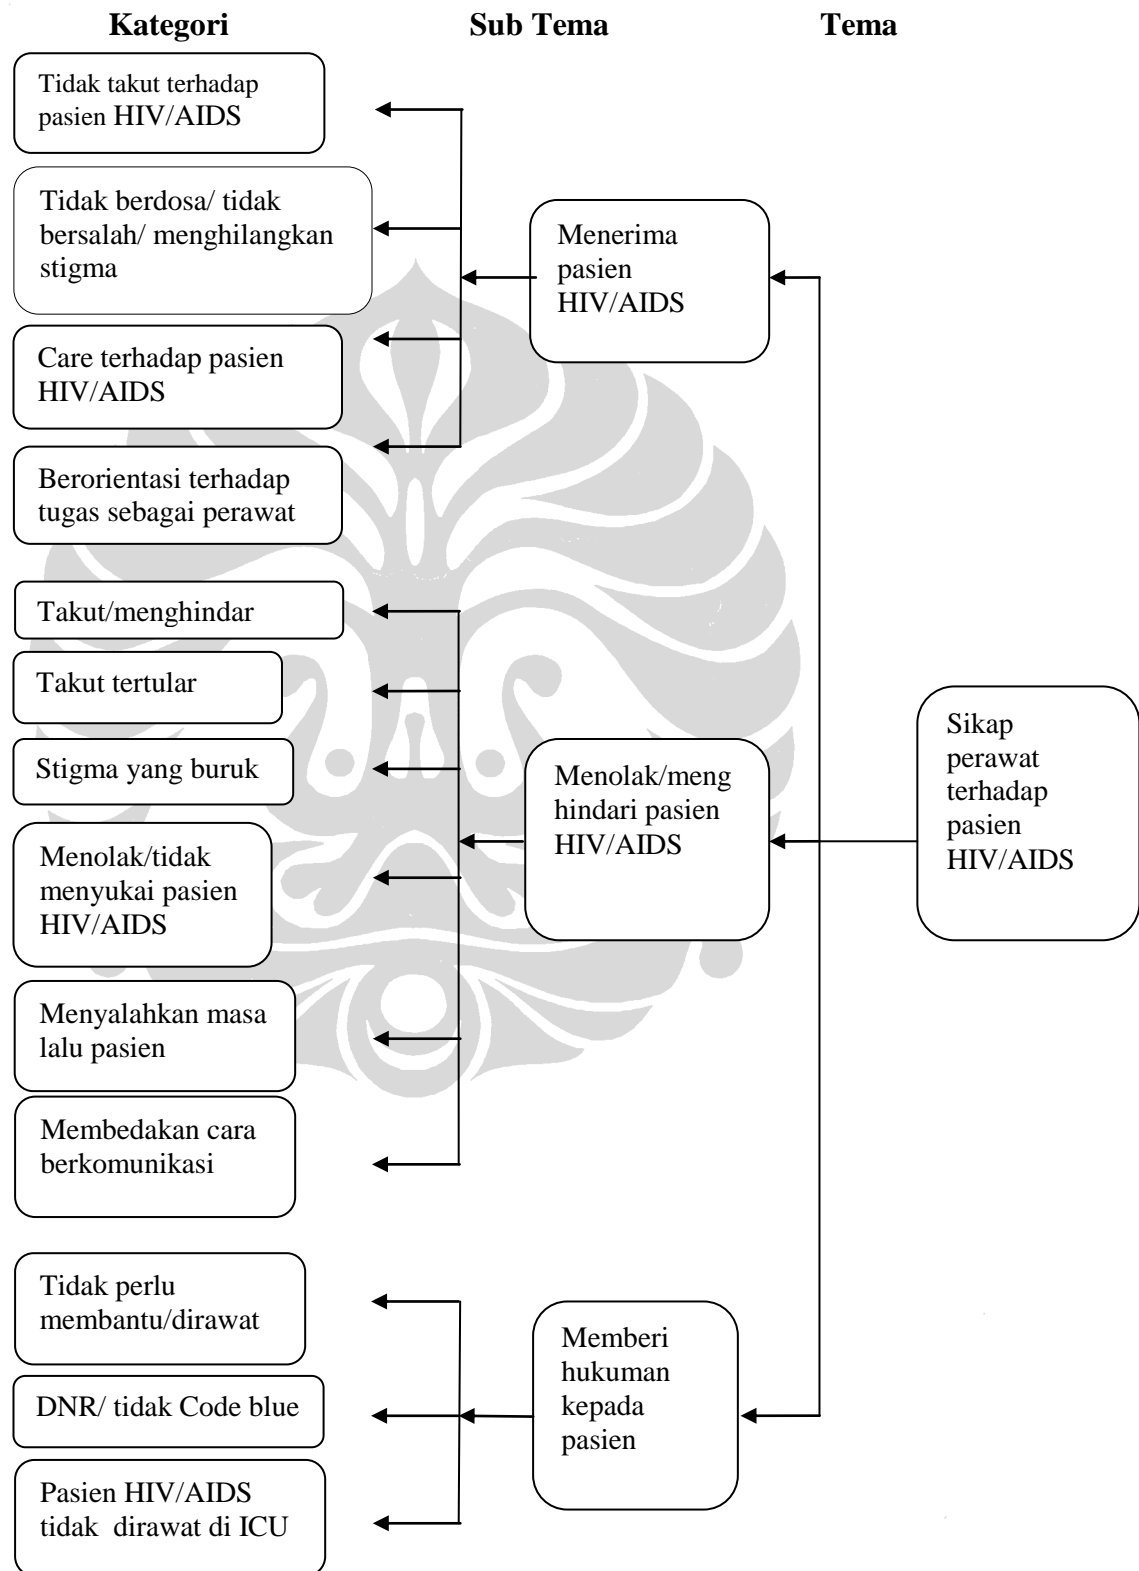 Kategori Sub Tema Tema
Tidak takut terhadap
pasien HIV/AIDS
Tidak berdosa/ tidak
bersalah/ menghilangkan
stigma
Care terhadap pasien
HIV/AIDS
Berorientasi terhadap
tugas sebagai perawat
Menerima
pasien
HIV/AIDS
Takut/menghindar
Takut tertular
Stigma yang buruk
Menolak/tidak
menyukai pasien
HIV/AIDS
Menyalahkan masa
lalu pasien
Membedakan cara
berkomunikasi
Menolak/meng
hindari pasien
HIV/AIDS
Sikap
perawat
terhadap
pasien
HIV/AIDS
Tidak perlu
membantu/dirawat
DNR/ tidak Code blue
Pasien HIV/AIDS
tidak dirawat di ICU
Memberi
hukuman
kepada
pasien